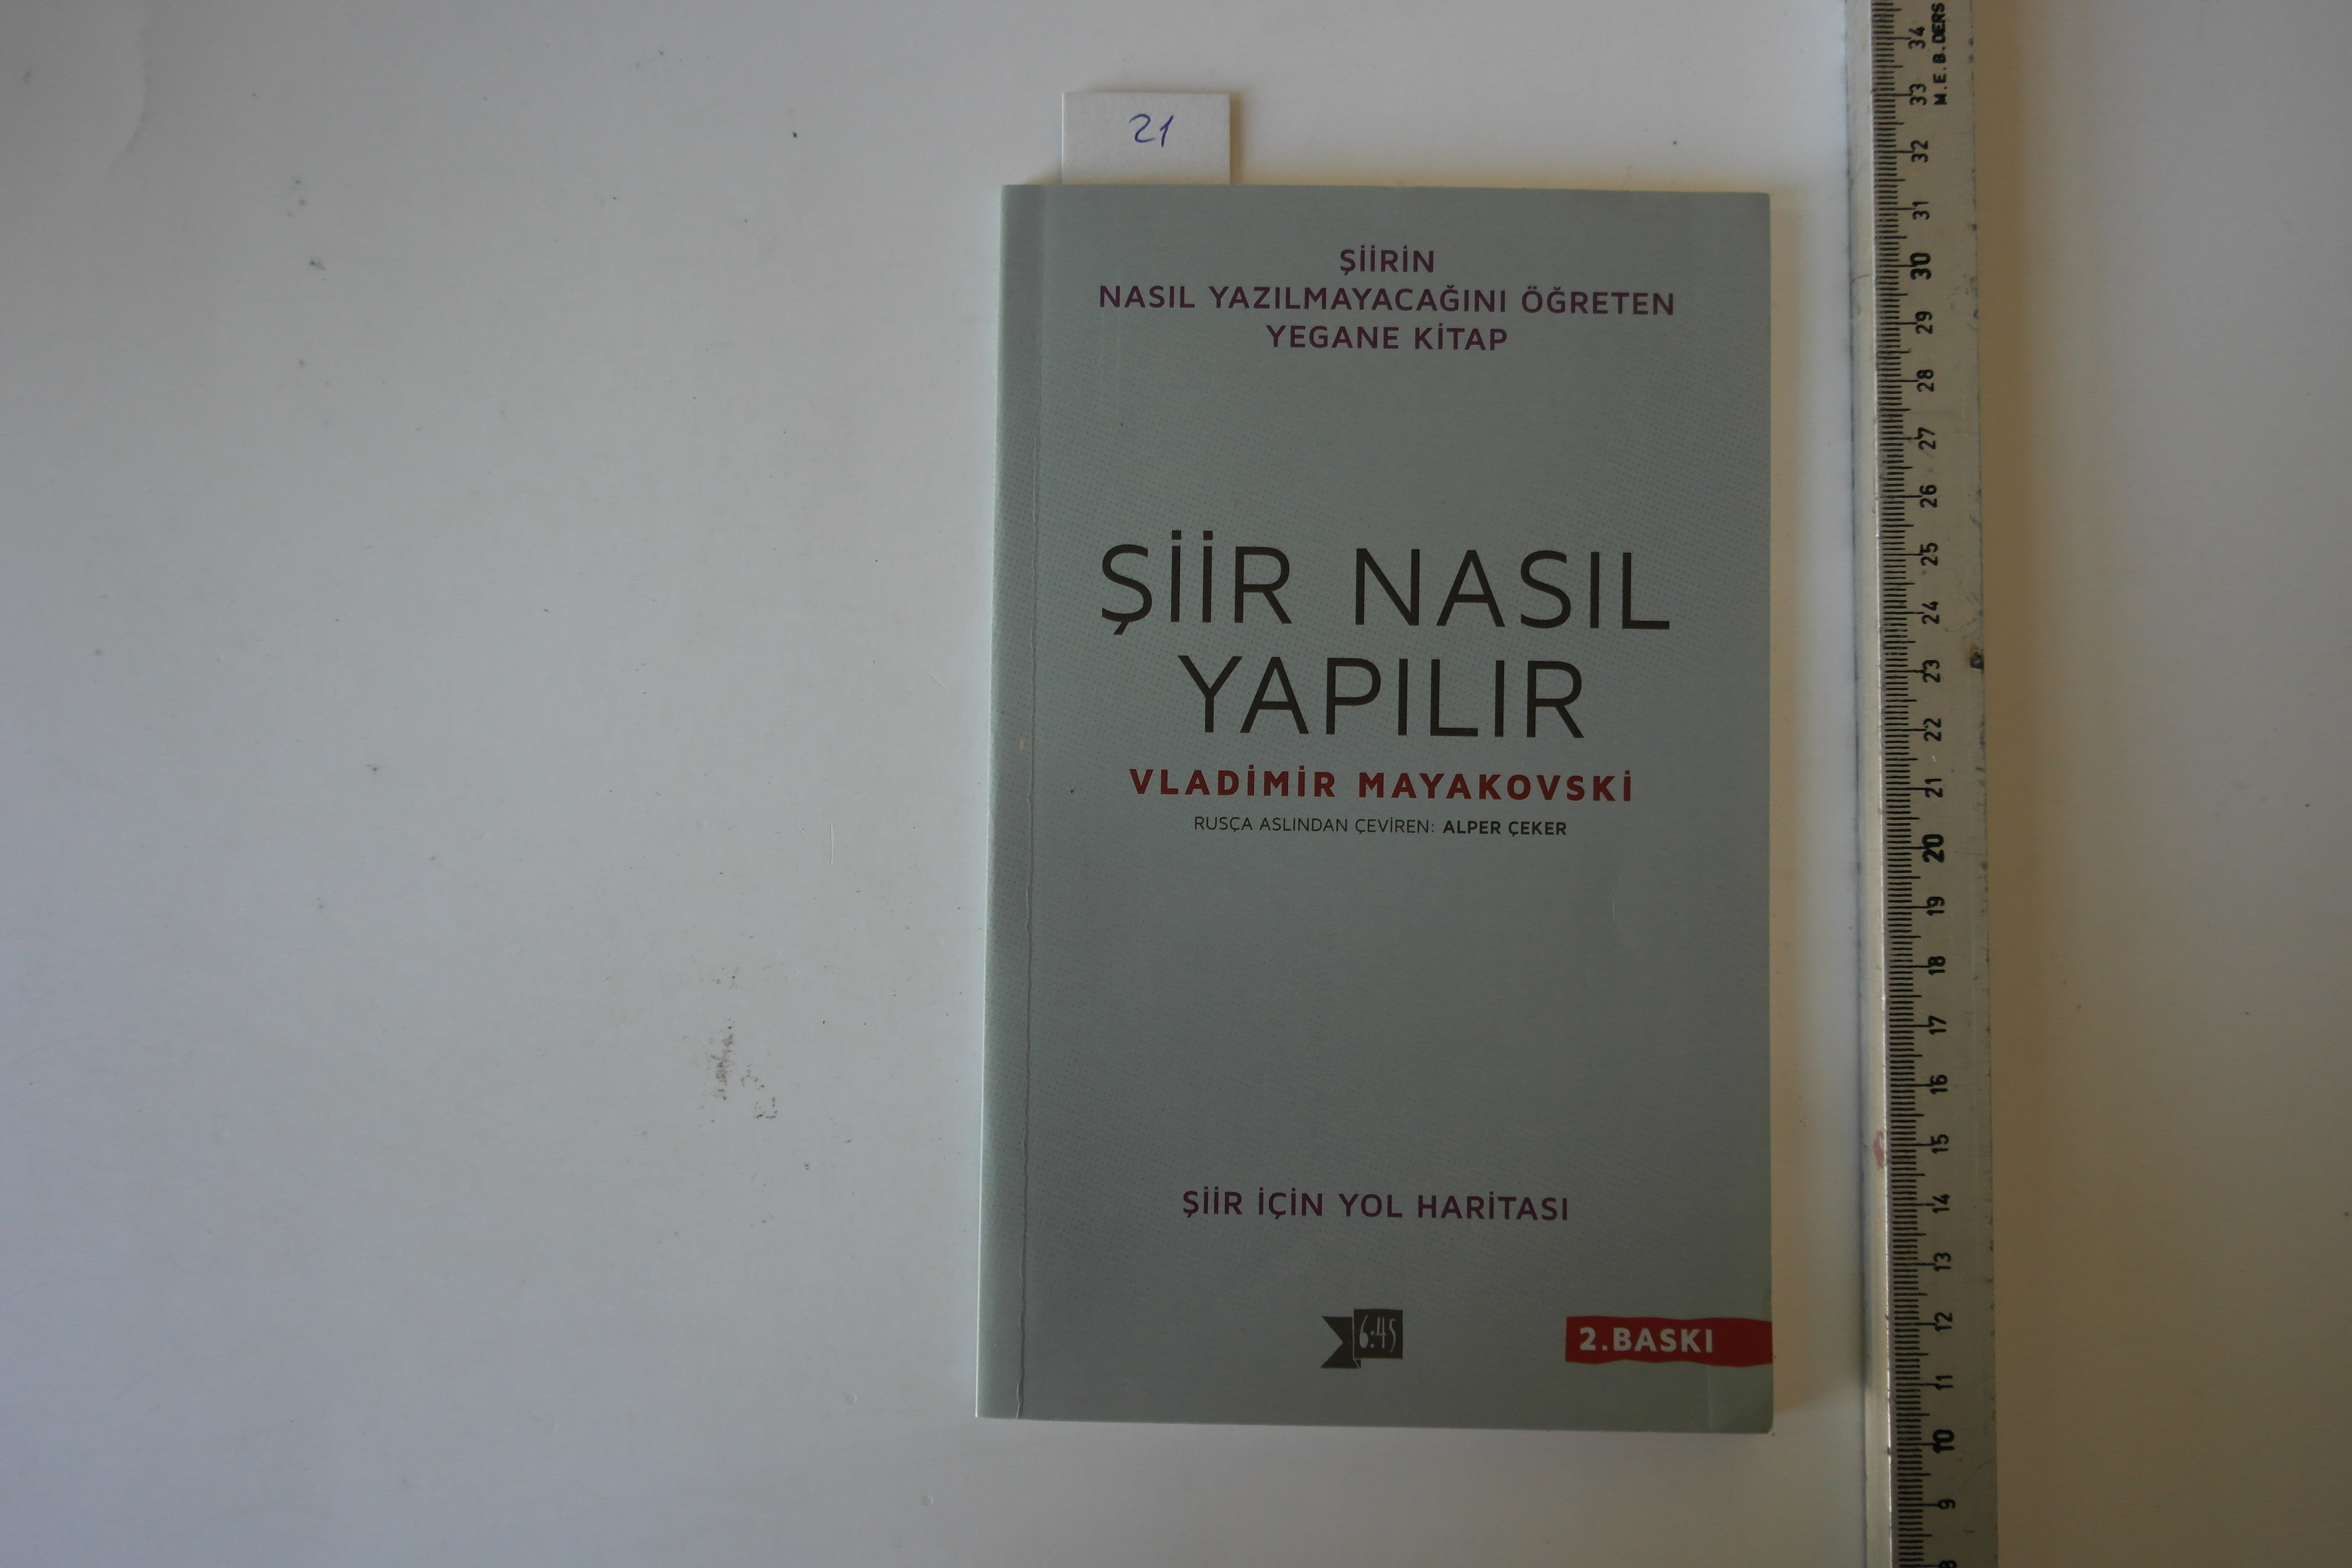 21
ŞİİRİN
NASIL YAZILMAYACAĞINI ÖĞRETEN
YEGANE KİTAP
ŞİİR NASIL
YAPILIR
VLADİMİR MAYAKOVSKİ
RUSÇA ASLINDAN ÇEVİREN: ALPER ÇEKER
ŞİİR İÇİN YOL HARİTASI
6:45
2.BASKI
M.E.B.DERS
34
33
32
31
30
29
28
27
26
25
24
23
22
21
20
19
18
17
16
15
14
13
12
11
10
9
8